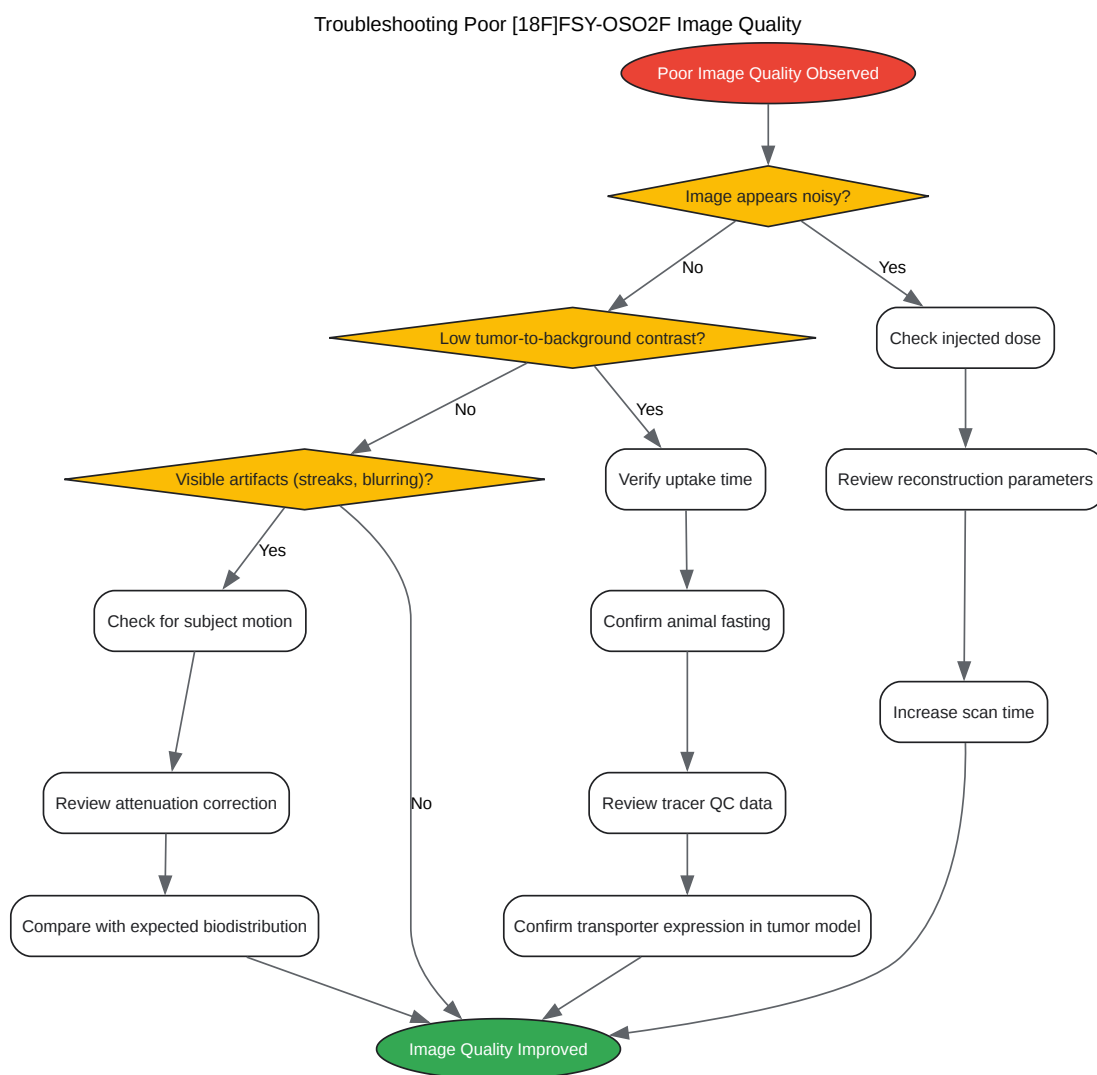 Troubleshooting Poor [18F]FSY-OSO2F Image Quality
Poor Image Quality Observed
Image appears noisy?
No
Yes
Low tumor-to-background contrast?
Check injected dose
No
Yes
Visible artifacts (streaks, blurring)?
Verify uptake time
Review reconstruction parameters
Yes
Check for subject motion
Confirm animal fasting
Increase scan time
Review attenuation correction
No
Review tracer QC data
Compare with expected biodistribution
Confirm transporter expression in tumor model
Image Quality Improved